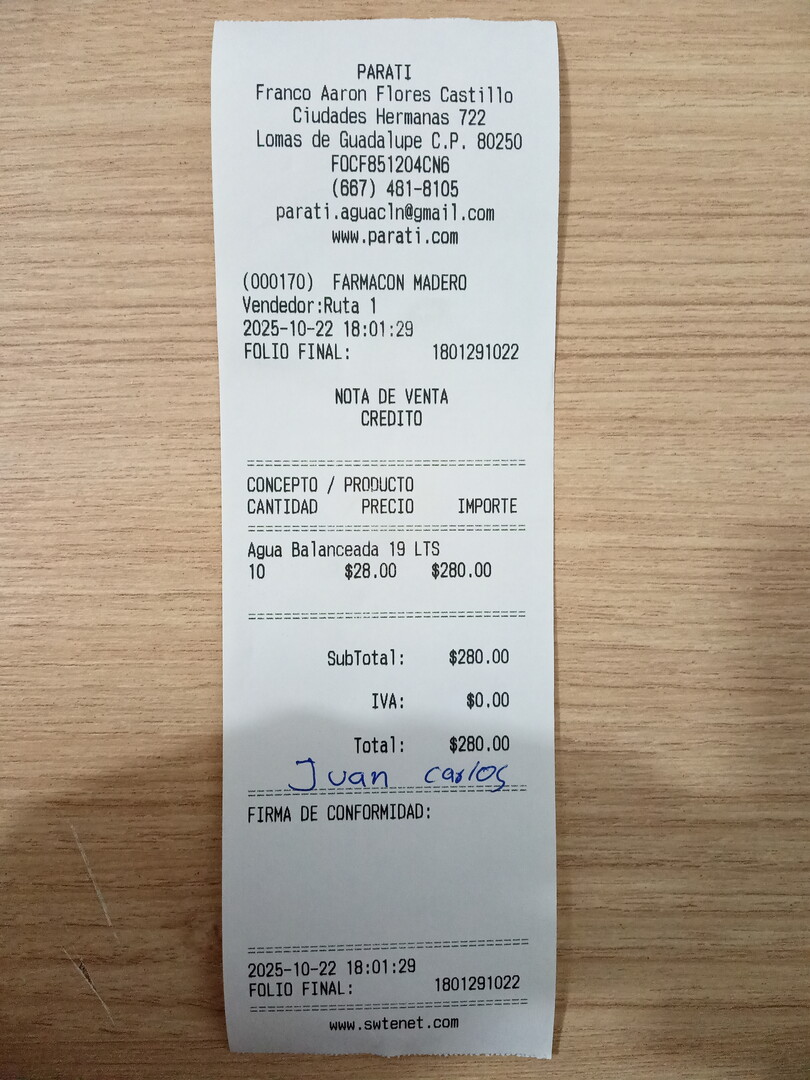 PARATI
Franco Aaron Flores Castillo
Ciudades Hermanas 722
Lomas de Guadalupe C.P. 80250
FOCF851204CN6
(667) 481-8105
parati.aguacln@gmail.com
www.parati.com
(000170) FARMACON MADERO
Vendedor:Ruta 1
2025-10-22 18:01:29
FOLIO FINAL: 1801291022
NOTA DE VENTA
CREDITO
================================
CONCEPTO / PRODUCTO
CANTIDAD PRECIO IMPORTE
================================
Agua Balanceada 19 LTS
10 $28.00 $280.00
================================
SubTotal: $280.00
IVA: $0.00
Total: $280.00
Juan carlos
================================
FIRMA DE CONFORMIDAD:
================================
2025-10-22 18:01:29
FOLIO FINAL: 1801291022
================================
www.swtenet.com